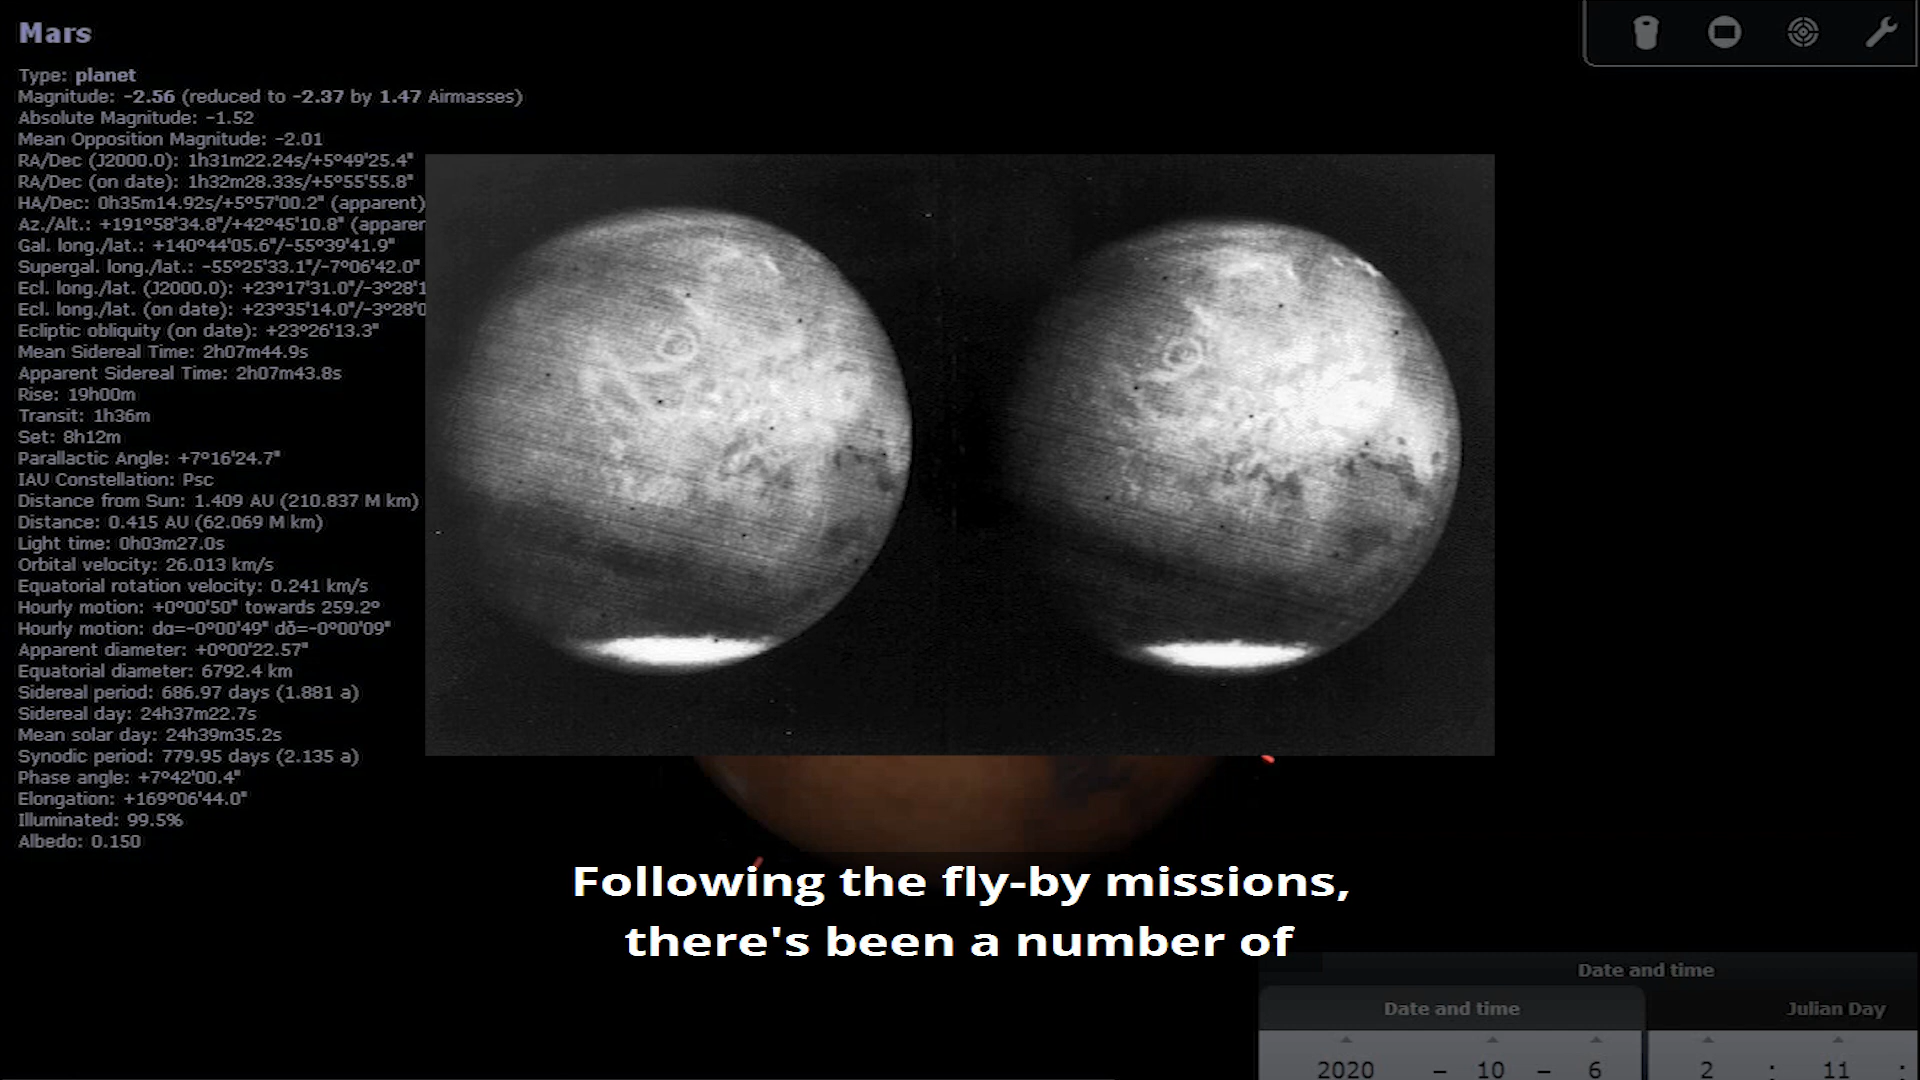 Mars
Type: planet
Magnitude: -2.56 (reduced to -2.37 by 1.47 Airmasses)
Absolute Magnitude: -1.52
Mean Opposition Magnitude: -2.01
RA/Dec (J2000.0): 1h31m22.24s/+5°49'25.4"
RA/Dec (on date): 1h32m28.33s/+5°55'55.8"
HA/Dec: 0h35m14.92s/+5°57'00.2" (apparent)
Az./Alt.: +191°58'34.8"/+42°45'10.8" (apparer
Gal. long./lat.: +140°44'05.6"/-55°39'41.9"
Supergal. long./lat.: -55°25'33.1"/-7°06'42.0"
Ecl. long./lat. (J2000.0): +23°17'31.0"/-3°28'1
Ecl. long./lat. (on date): +23°35'14.0"/-3°28'0
Ecliptic obliquity (on date): +23°26'13.3"
Mean Sidereal Time: 2h07m44.9s
Apparent Sidereal Time: 2h07m43.8s
Rise: 19h00m
Transit: 1h36m
Set: 8h12m
Parallactic Angle: +7°16'24.7"
IAU Constellation: Psc
Distance from Sun: 1.409 AU (210.837 M km)
Distance: 0.415 AU (62.069 M km)
Light time: 0h03m27.0s
Orbital velocity: 26.013 km/s
Equatorial rotation velocity: 0.241 km/s
Hourly motion: +0°00'50" towards 259.2°
Hourly motion: dα=-0°00'49" dδ=-0°00'09"
Apparent diameter: +0°00'22.57"
Equatorial diameter: 6792.4 km
Sidereal period: 686.97 days (1.881 a)
Sidereal day: 24h37m22.7s
Mean solar day: 24h39m35.2s
Synodic period: 779.95 days (2.135 a)
Phase angle: +7°42'00.4"
Elongation: +169°06'44.0"
Illuminated: 99.5%
Albedo: 0.150
Following the fly-by missions,
there's been a number of
Date and time
Date and time Julian Day
2020 - 10 - 6 2 : 11 :